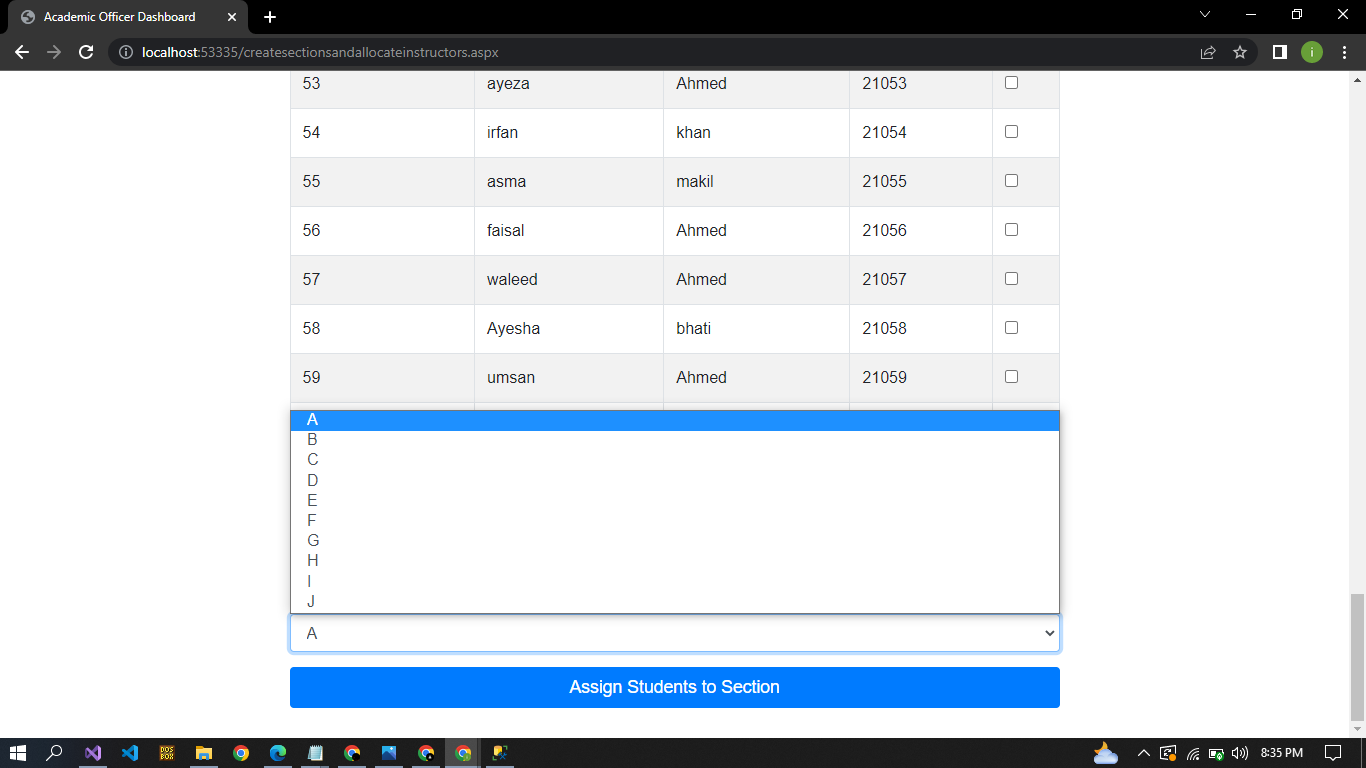 Academic Officer Dashboard
localhost:53335/createsectionsandallocateinstructors.aspx
i
53 ayeza Ahmed 21053
54 irfan khan 21054
55 asma makil 21055
56 faisal Ahmed 21056
57 waleed Ahmed 21057
58 Ayesha bhati 21058
59 umsan Ahmed 21059
A
B
C
D
E
F
G
H
I
J
A
Assign Students to Section
DOS
BOX
8:35 PM